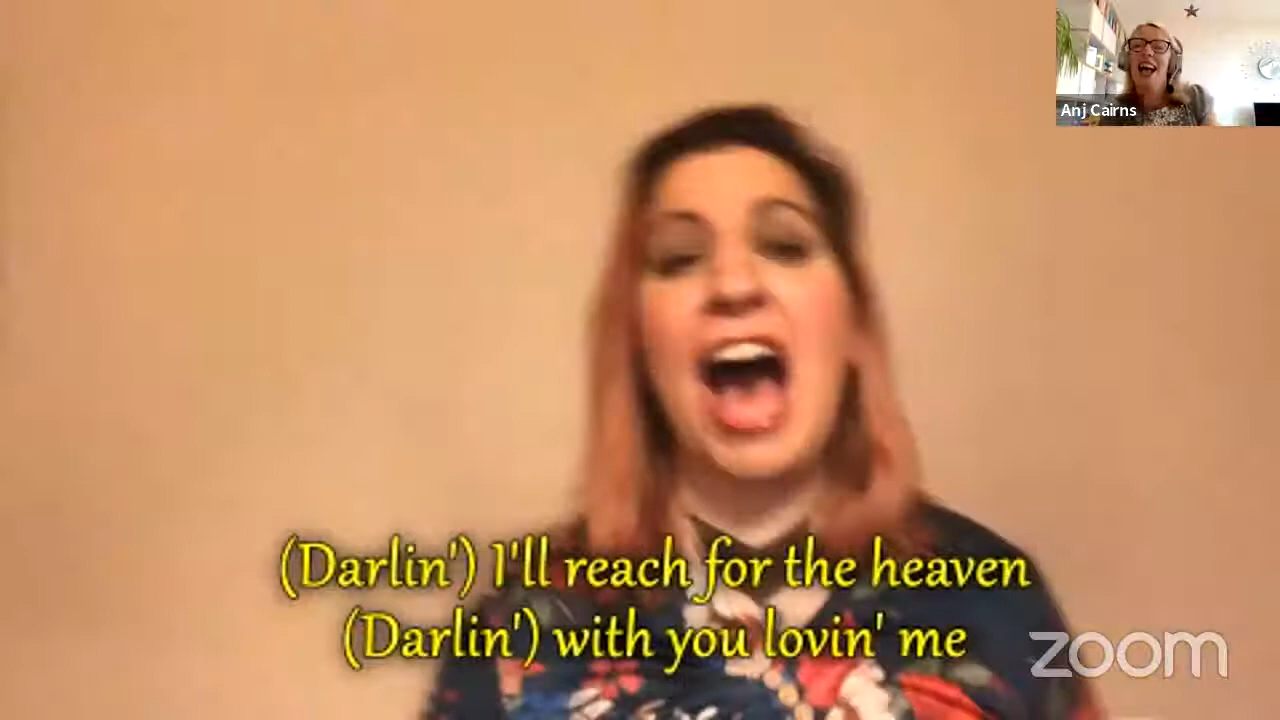 Anj Cairns
(Darlin') I'll reach for the heaven
(Darlin') with you lovin' me
zoom